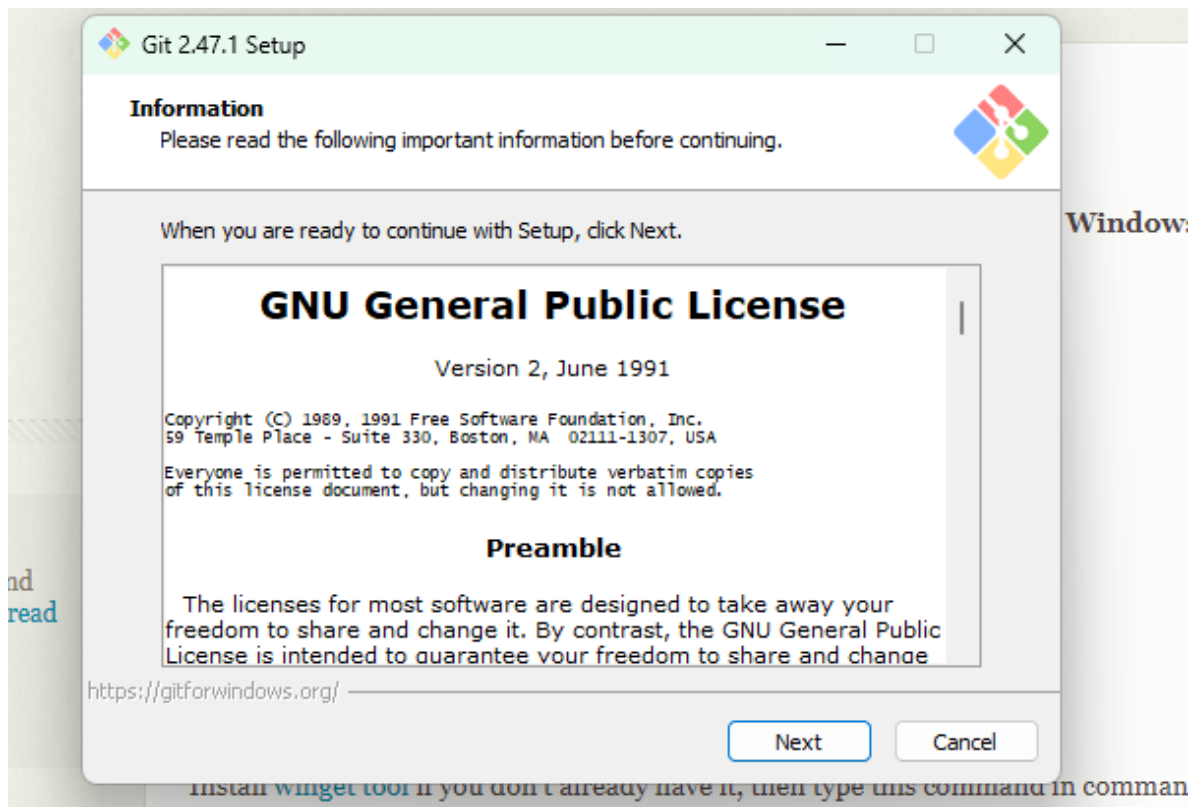 Git 2.47.1 Setup
Information
Please read the following important information before continuing.
When you are ready to continue with Setup, click Next.
Windows
GNU General Public License
Version 2, June 1991
Copyright (C) 1989, 1991 Free Software Foundation, Inc.
59 Temple Place - Suite 330, Boston, MA  02111-1307, USA
Everyone is permitted to copy and distribute verbatim copies
of this license document, but changing it is not allowed.
Preamble
The licenses for most software are designed to take away your
freedom to share and change it. By contrast, the GNU General Public
License is intended to guarantee your freedom to share and change
nd
read
https://gitforwindows.org/
Next
Cancel
Install winget tool if you don't already have it, then type this command in comman